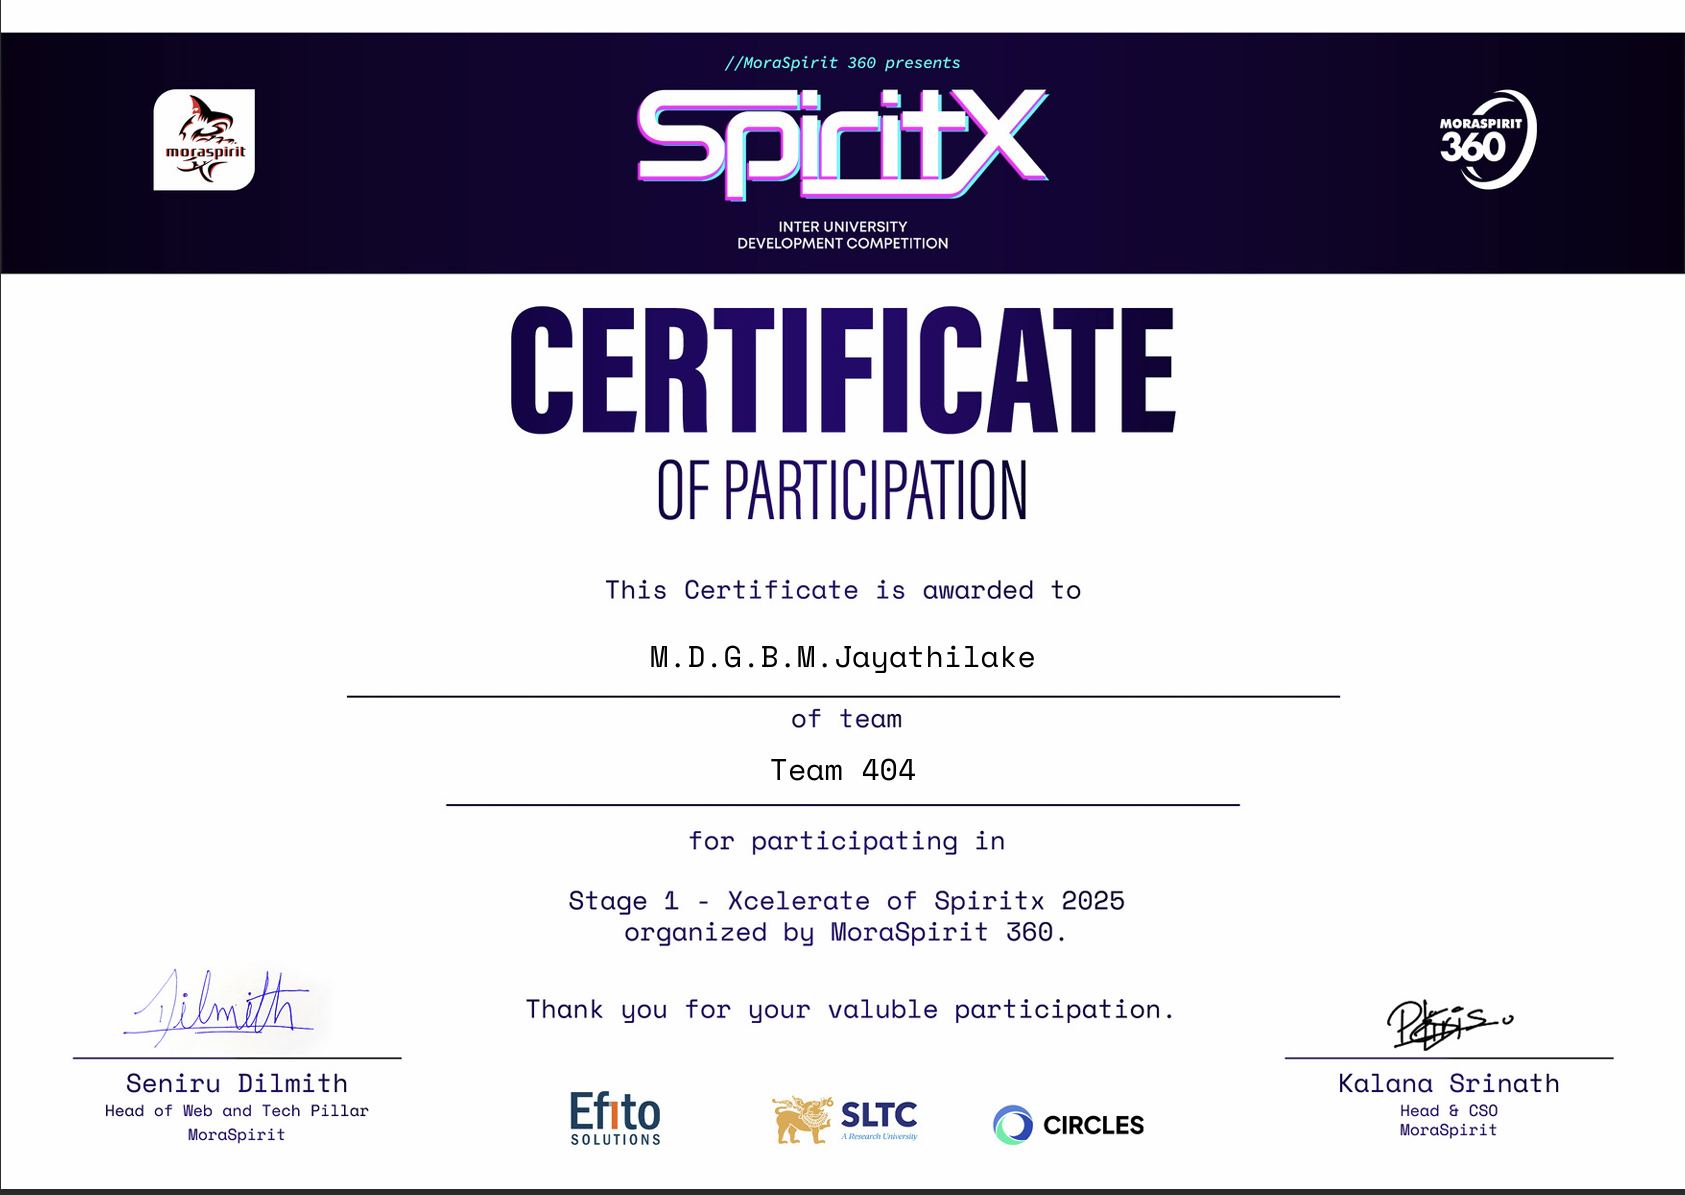 //MoraSpirit 360 presents
moraspirit
SpiritX
MORASPIRIT
360
INTER UNIVERSITY
DEVELOPMENT COMPETITION
CERTIFICATE
OF PARTICIPATION
This Certificate is awarded to
M.D.G.B.M.Jayathilake
of team
Team 404
for participating in
Stage 1 - Xcelerate of Spiritx 2025
organized by MoraSpirit 360.
Thank you for your valuble participation.
Dilmith
Seniru Dilmith
Head of Web and Tech Pillar
MoraSpirit
Efito
SOLUTIONS
SLTC
A Research University
CIRCLES
Kalana Srinath
Head & CSO
MoraSpirit